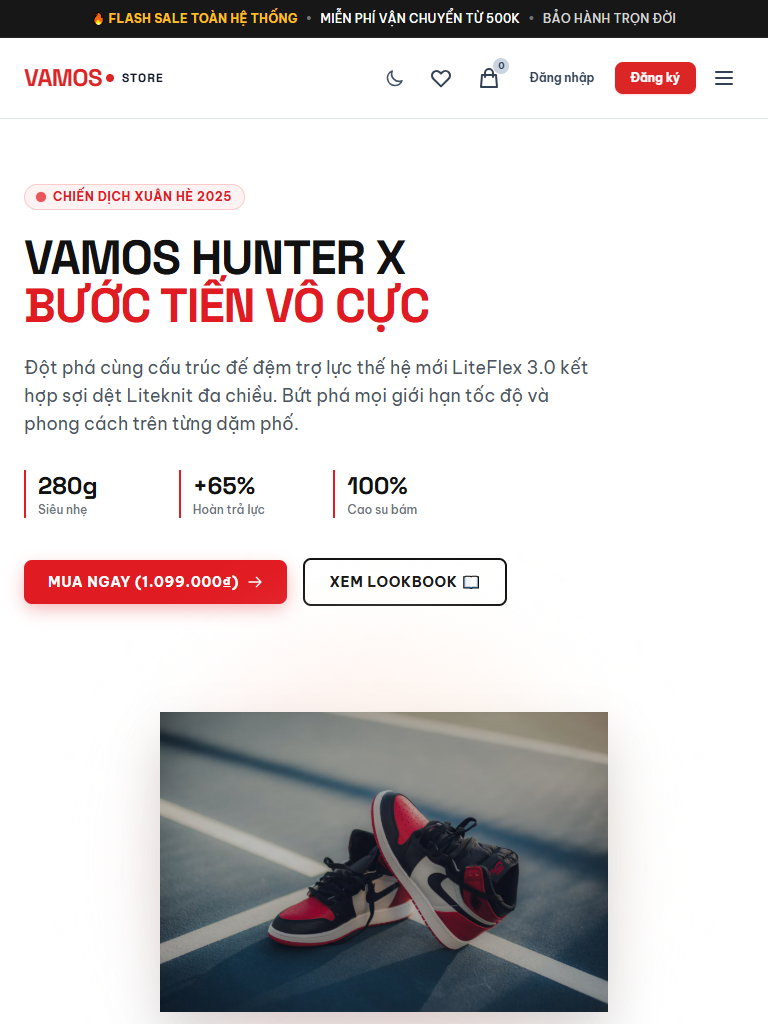 🔥 FLASH SALE TOÀN HỆ THỐNG • MIỄN PHÍ VẬN CHUYỂN TỪ 500K • BẢO HÀNH TRỌN ĐỜI
VAMOS STORE 0 Đăng nhập Đăng ký
CHIẾN DỊCH XUÂN HÈ 2025
VAMOS HUNTER X
BƯỚC TIẾN VÔ CỰC
Đột phá cùng cấu trúc đế đệm trợ lực thế hệ mới LiteFlex 3.0 kết
hợp sợi dệt Liteknit đa chiều. Bứt phá mọi giới hạn tốc độ và
phong cách trên từng dặm phố.
280g +65% 100%
Siêu nhẹ Hoàn trả lực Cao su bám
MUA NGAY (1.099.000₫) → XEM LOOKBOOK 📖